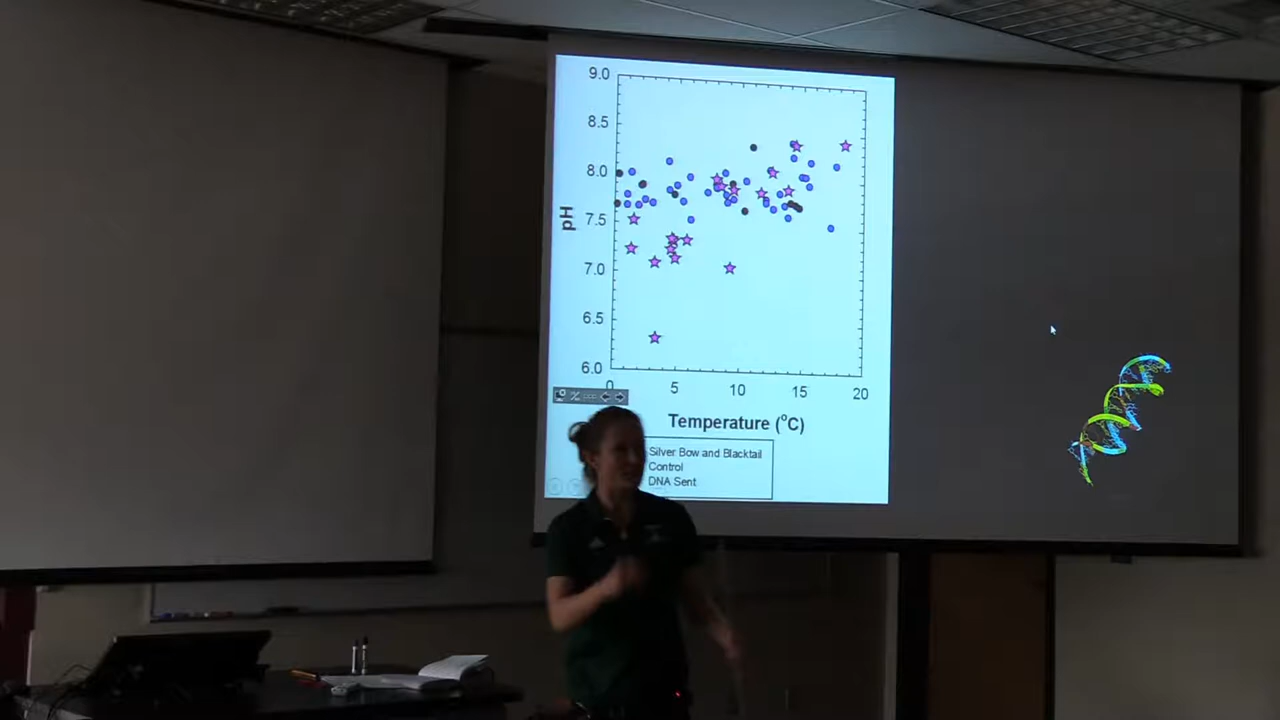 9.0
8.5
8.0
7.5
7.0
6.5
6.0
pH
0 5 10 15 20
Temperature (°C)
Silver Bow and Blacktail
Control
DNA Sent